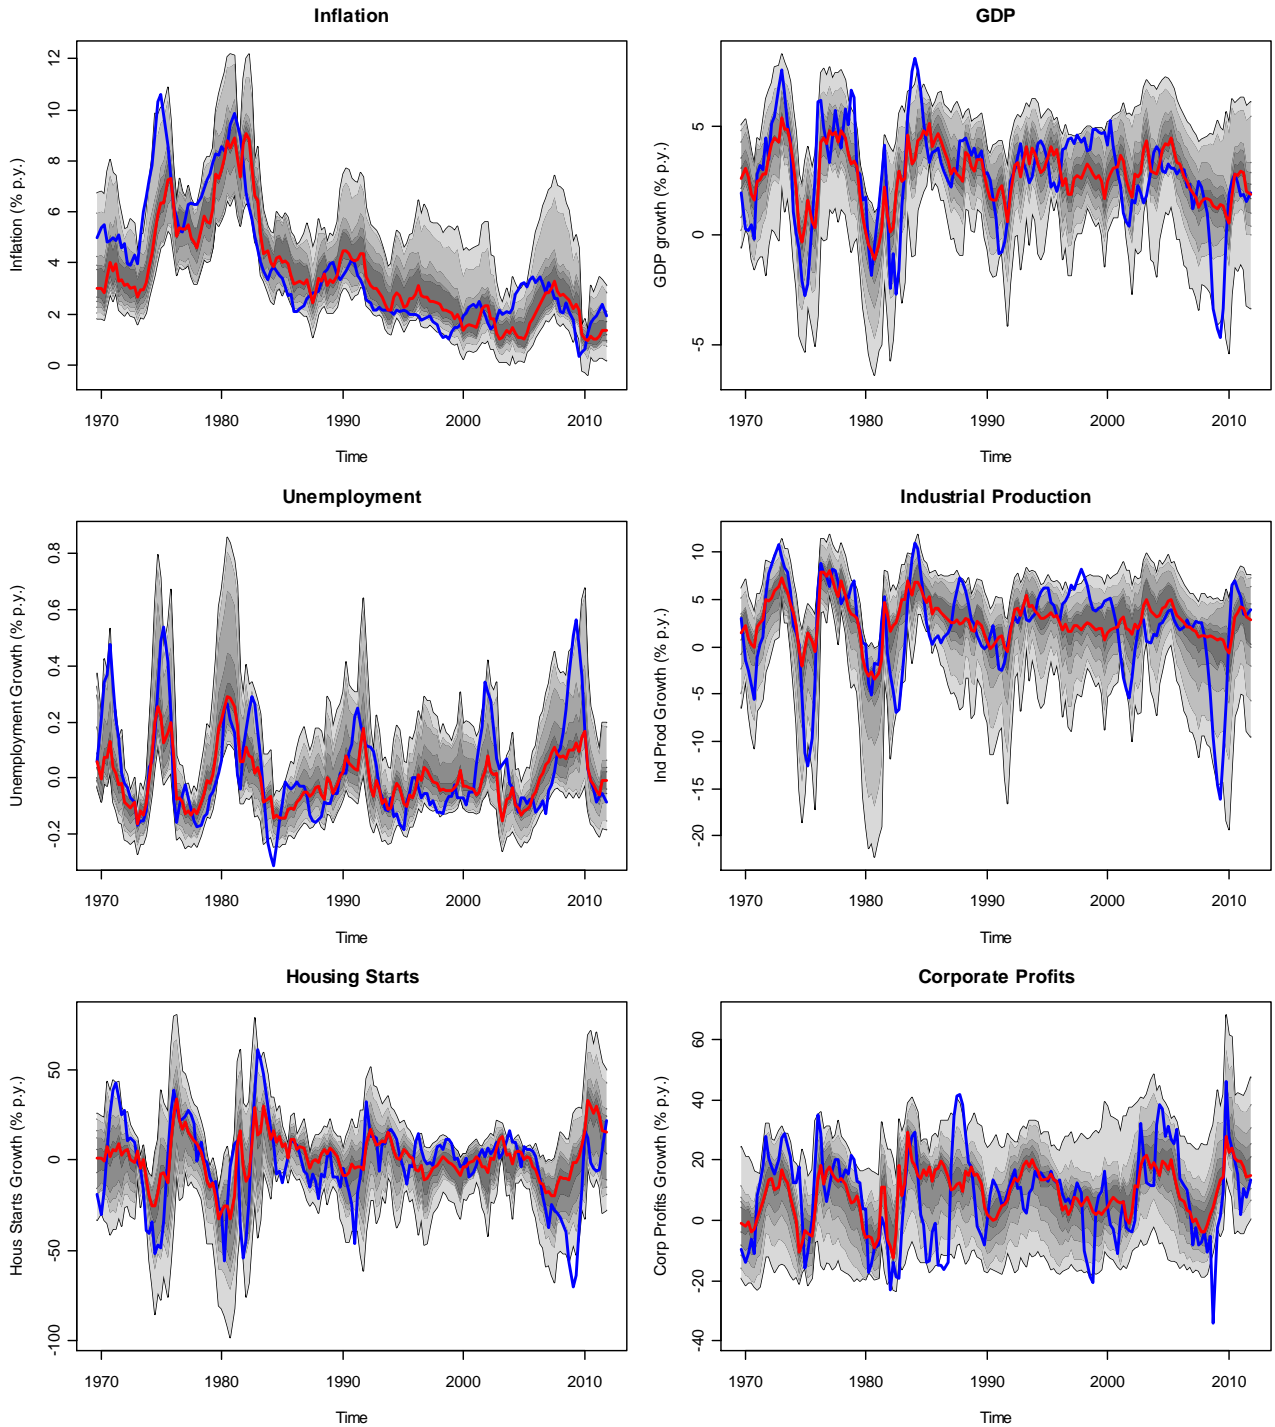 Inflation
Inflation (% p.y.)
12
10
8
6
4
2
0
1970 1980 1990 2000 2010
Time
GDP
GDP growth (% p.y.)
5
0
-5
1970 1980 1990 2000 2010
Time
Unemployment
Unemployment Growth (% p.y.)
0.8
0.6
0.4
0.2
0.0
-0.2
1970 1980 1990 2000 2010
Time
Industrial Production
Ind Prod Growth (% p.y.)
10
5
0
-5
-10
-15
-20
1970 1980 1990 2000 2010
Time
Housing Starts
Hous Starts Growth (% p.y.)
50
0
-50
-100
1970 1980 1990 2000 2010
Time
Corporate Profits
Corp Profits Growth (% p.y.)
60
40
20
0
-20
-40
1970 1980 1990 2000 2010
Time